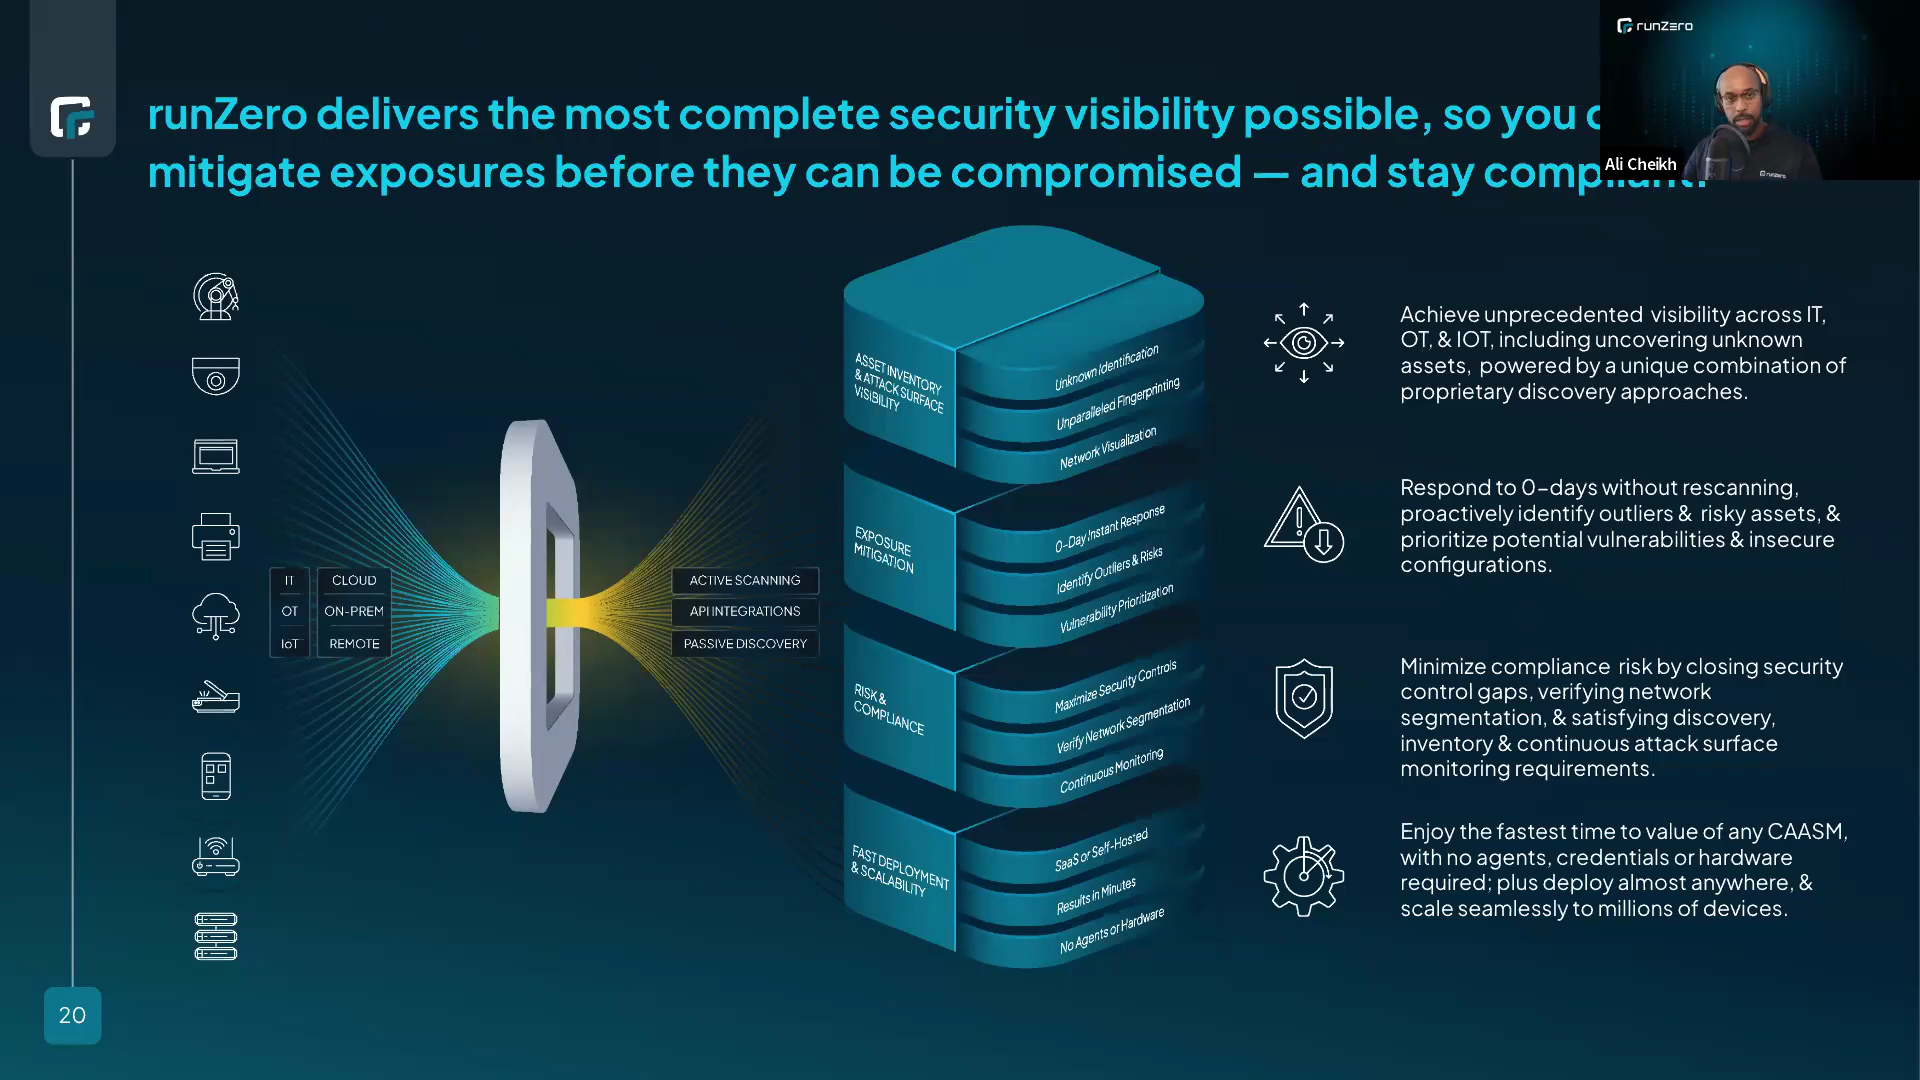 runZero
runZero delivers the most complete security visibility possible, so you
mitigate exposures before they can be compromised — and stay compliant.
Ali Cheikh
runZero
IT
OT
IoT
CLOUD
ON-PREM
REMOTE
ACTIVE SCANNING
API INTEGRATIONS
PASSIVE DISCOVERY
ASSET INVENTORY
& ATTACK SURFACE
VISIBILITY
Unknown Identification
Unparalleled Fingerprinting
Network Visualization
EXPOSURE
MITIGATION
0-Day Instant Response
Identify Outliers & Risks
Vulnerability Prioritization
RISK &
COMPLIANCE
Maximize Security Controls
Verify Network Segmentation
Continuous Monitoring
FAST DEPLOYMENT
& SCALABILITY
SaaS or Self-Hosted
Results in Minutes
No Agents or Hardware
Achieve unprecedented visibility across IT,
OT, & IOT, including uncovering unknown
assets, powered by a unique combination of
proprietary discovery approaches.
Respond to 0-days without rescanning,
proactively identify outliers & risky assets, &
prioritize potential vulnerabilities & insecure
configurations.
Minimize compliance risk by closing security
control gaps, verifying network
segmentation, & satisfying discovery,
inventory & continuous attack surface
monitoring requirements.
Enjoy the fastest time to value of any CAASM,
with no agents, credentials or hardware
required; plus deploy almost anywhere, &
scale seamlessly to millions of devices.
20